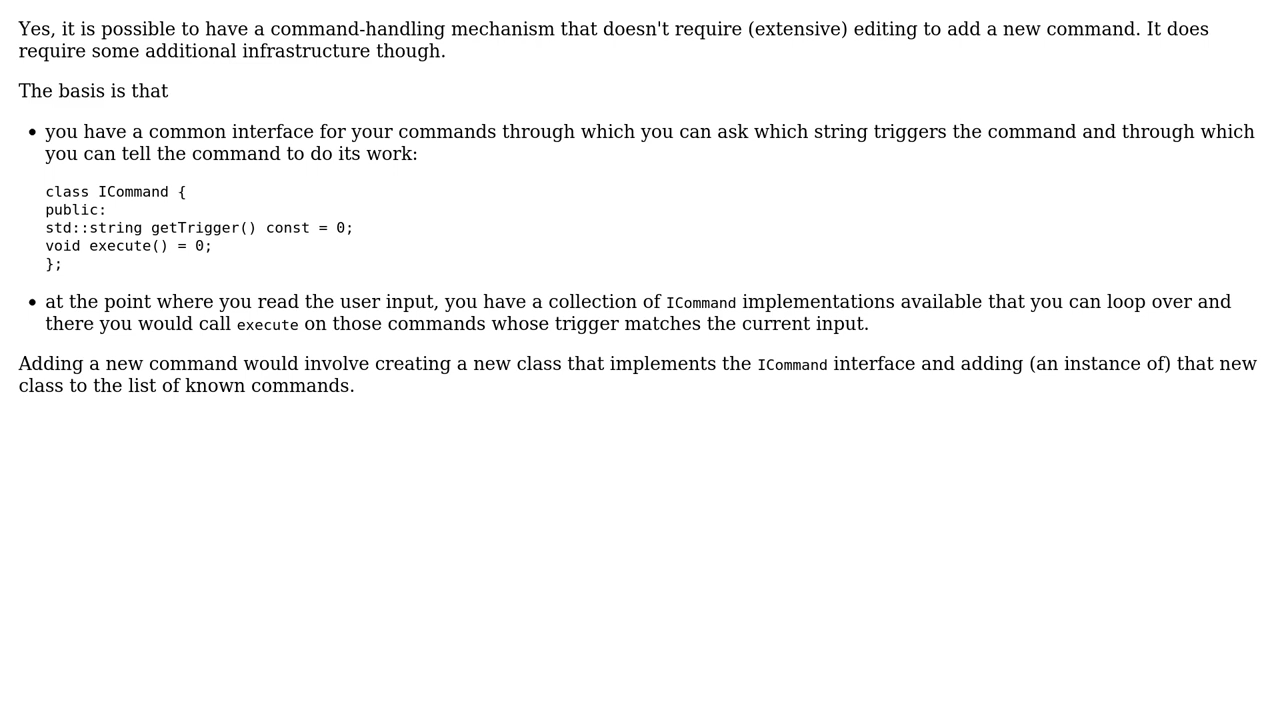 Yes, it is possible to have a command-handling mechanism that doesn't require (extensive) editing to add a new command. It does
require some additional infrastructure though.
The basis is that
• you have a common interface for your commands through which you can ask which string triggers the command and through which
you can tell the command to do its work:
class ICommand {
public:
std::string getTrigger() const = 0;
void execute() = 0;
};
• at the point where you read the user input, you have a collection of ICommand implementations available that you can loop over and
there you would call execute on those commands whose trigger matches the current input.
Adding a new command would involve creating a new class that implements the ICommand interface and adding (an instance of) that new
class to the list of known commands.